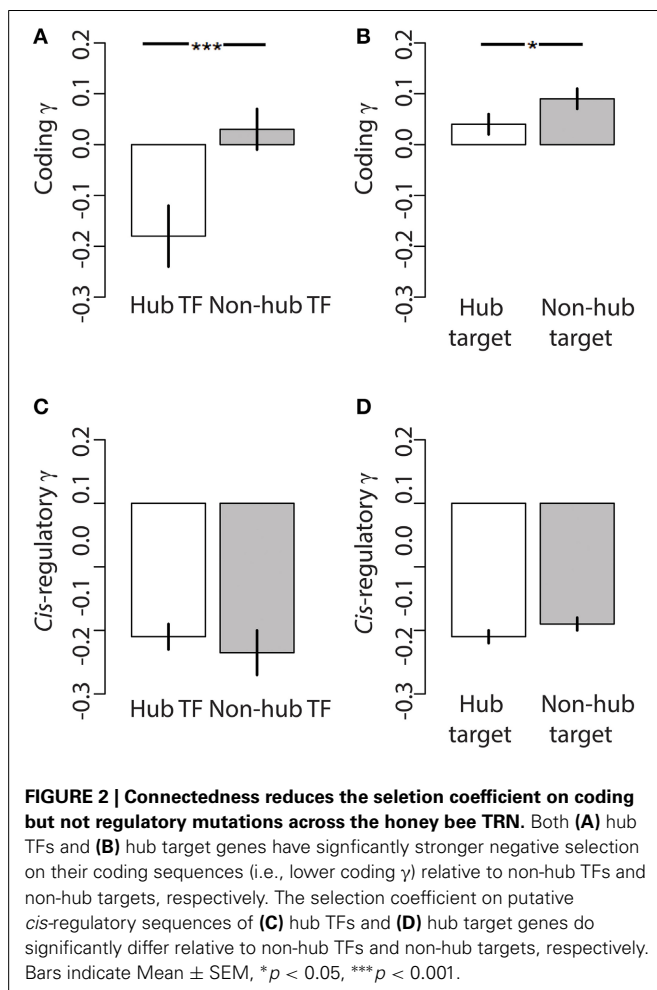 A
***
0.2
0.1
0.0
-0.1
-0.2
-0.3
Coding γ
Hub TF Non-hub TF
B
*
0.2
0.1
0.0
-0.1
-0.2
-0.3
Coding γ
Hub Non-hub
target target
C
0.2
0.1
0.0
-0.1
-0.2
-0.3
Cis-regulatory γ
Hub TF Non-hub TF
D
0.2
0.1
0.0
-0.1
-0.2
-0.3
Cis-regulatory γ
Hub Non-hub
target target
FIGURE 2 | Connectedness reduces the seletion coefficient on coding
but not regulatory mutations across the honey bee TRN. Both (A) hub
TFs and (B) hub target genes have signficantly stronger negative selection
on their coding sequences (i.e., lower coding γ) relative to non-hub TFs and
non-hub targets, respectively. The selection coefficient on putative
cis-regulatory sequences of (C) hub TFs and (D) hub target genes do
significantly differ relative to non-hub TFs and non-hub targets, respectively.
Bars indicate Mean ± SEM, *p < 0.05, ***p < 0.001.